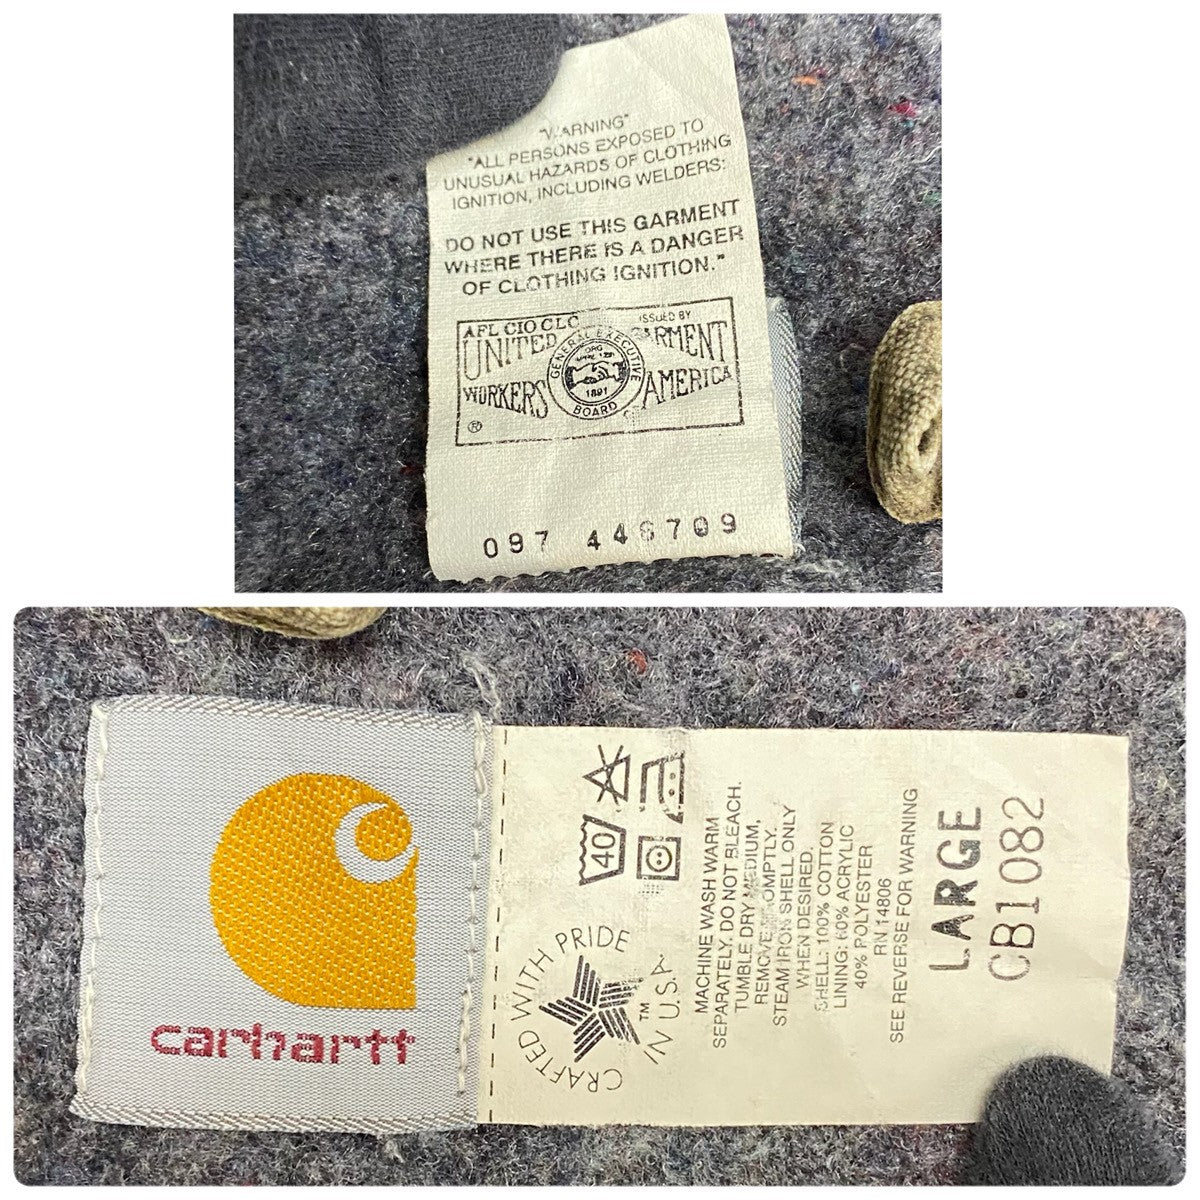 "WARNING"
"ALL PERSONS EXPOSED TO
UNUSUAL HAZARDS OF CLOTHING
IGNITION, INCLUDING WELDERS:
DO NOT USE THIS GARMENT
WHERE THERE IS A DANGER
OF CLOTHING IGNITION."
AFL CIO CLC ISSUED BY
UNITED GARMENT
WORKERS OF AMERICA
GENERAL EXECUTIVE
BOARD
ORG
1891
®
097 446709
carhartt
CRAFTED WITH PRIDE
IN U.S.A.
™
40
MACHINE WASH WARM
SEPARATELY. DO NOT BLEACH.
TUMBLE DRY MEDIUM,
REMOVE PROMPTLY.
STEAM IRON SHELL ONLY
WHEN DESIRED.
SHELL: 100% COTTON
LINING: 60% ACRYLIC
40% POLYESTER
RN 14806
SEE REVERSE FOR WARNING
LARGE
CB1082